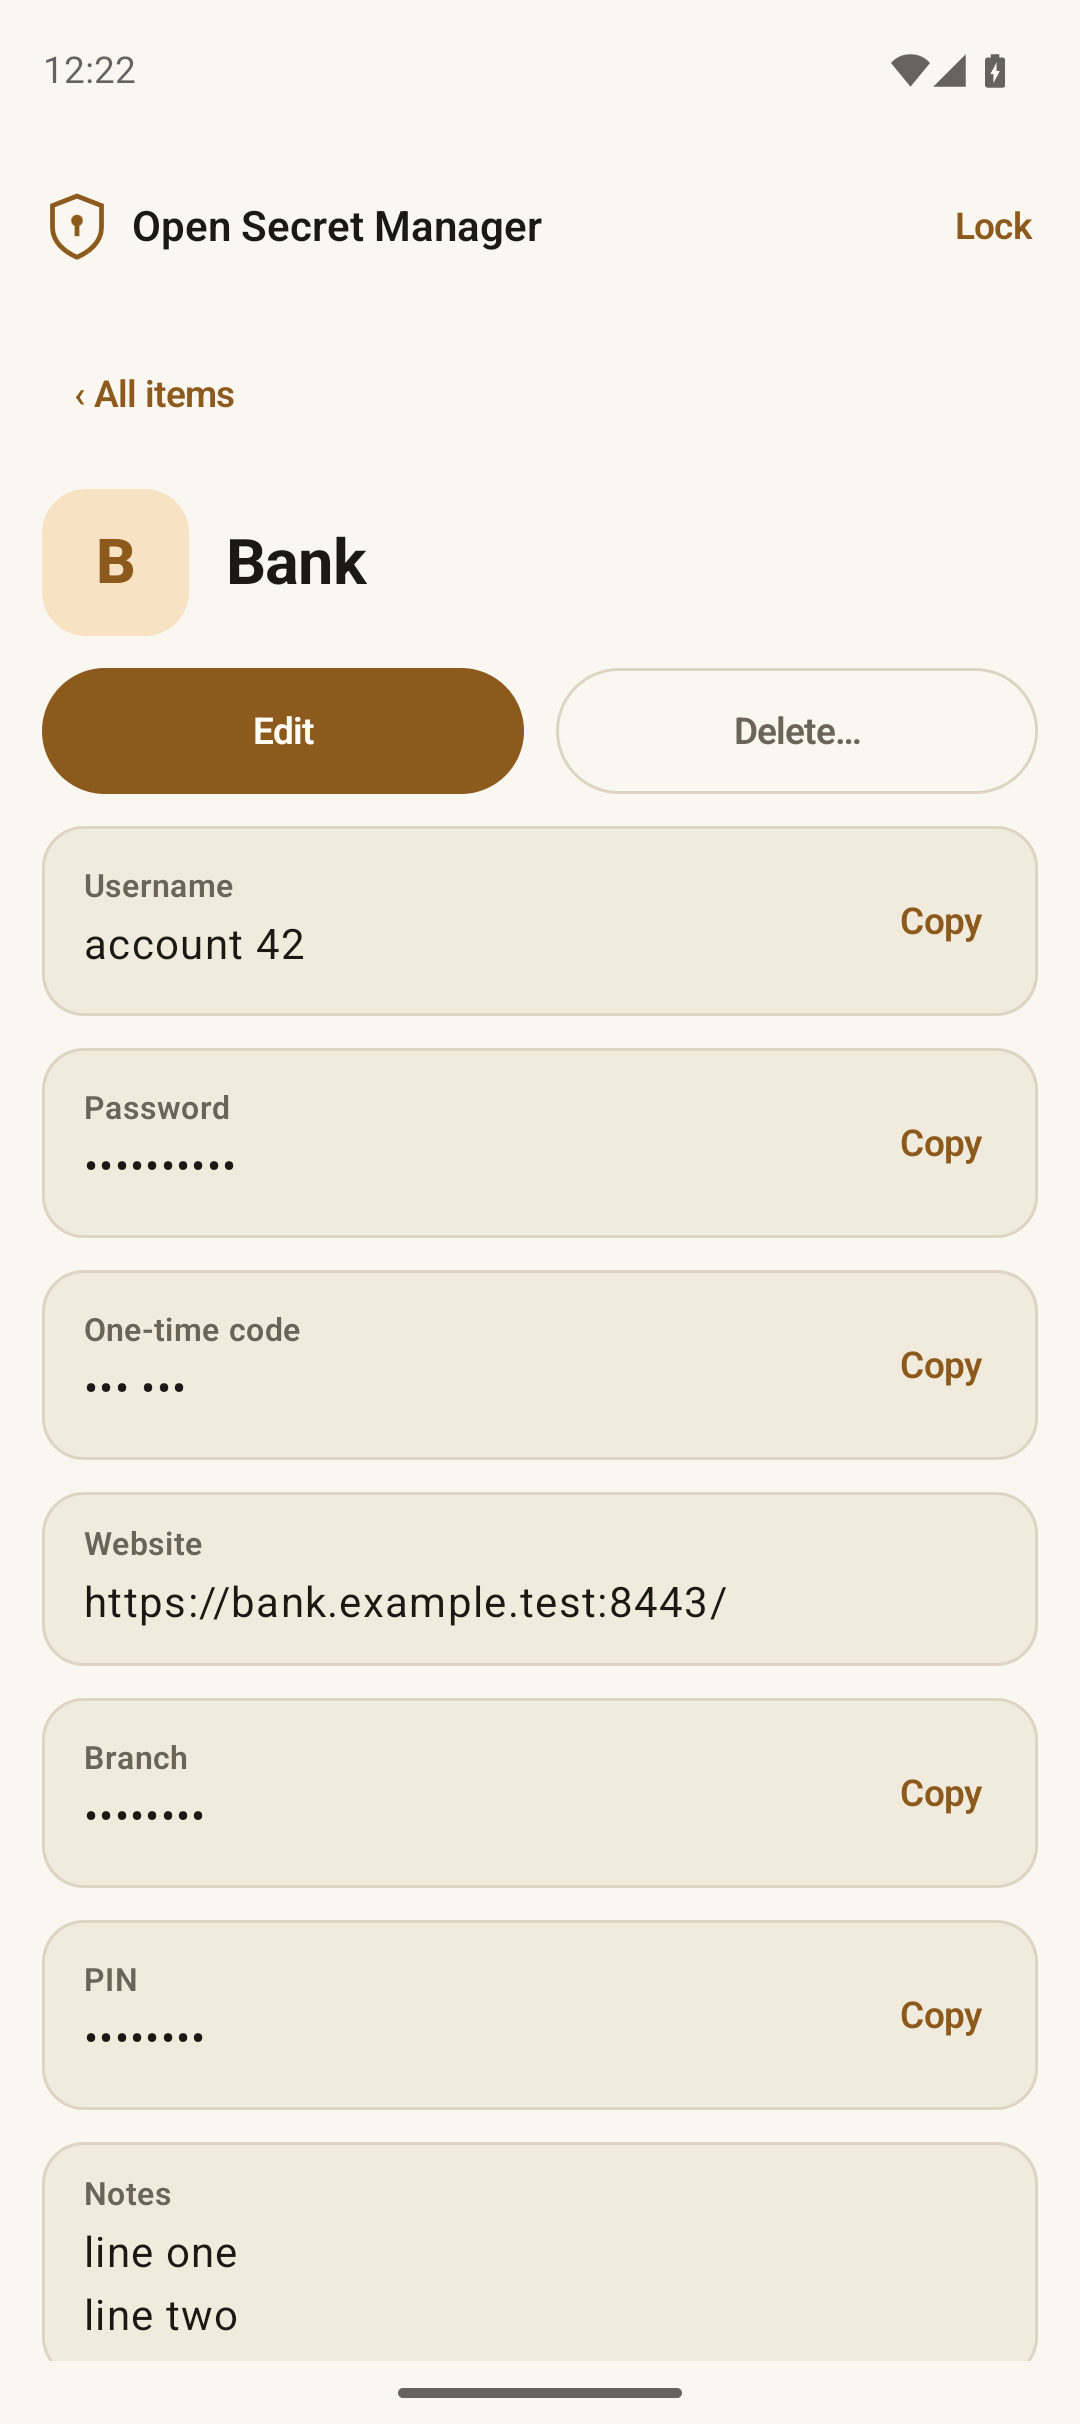 12:22
Open Secret Manager
Lock
‹ All items
B
Bank
Edit
Delete...
Username
account 42
Copy
Password
••••••••••
Copy
One-time code
••• •••
Copy
Website
https://bank.example.test:8443/
Branch
••••••••
Copy
PIN
••••••••
Copy
Notes
line one
line two